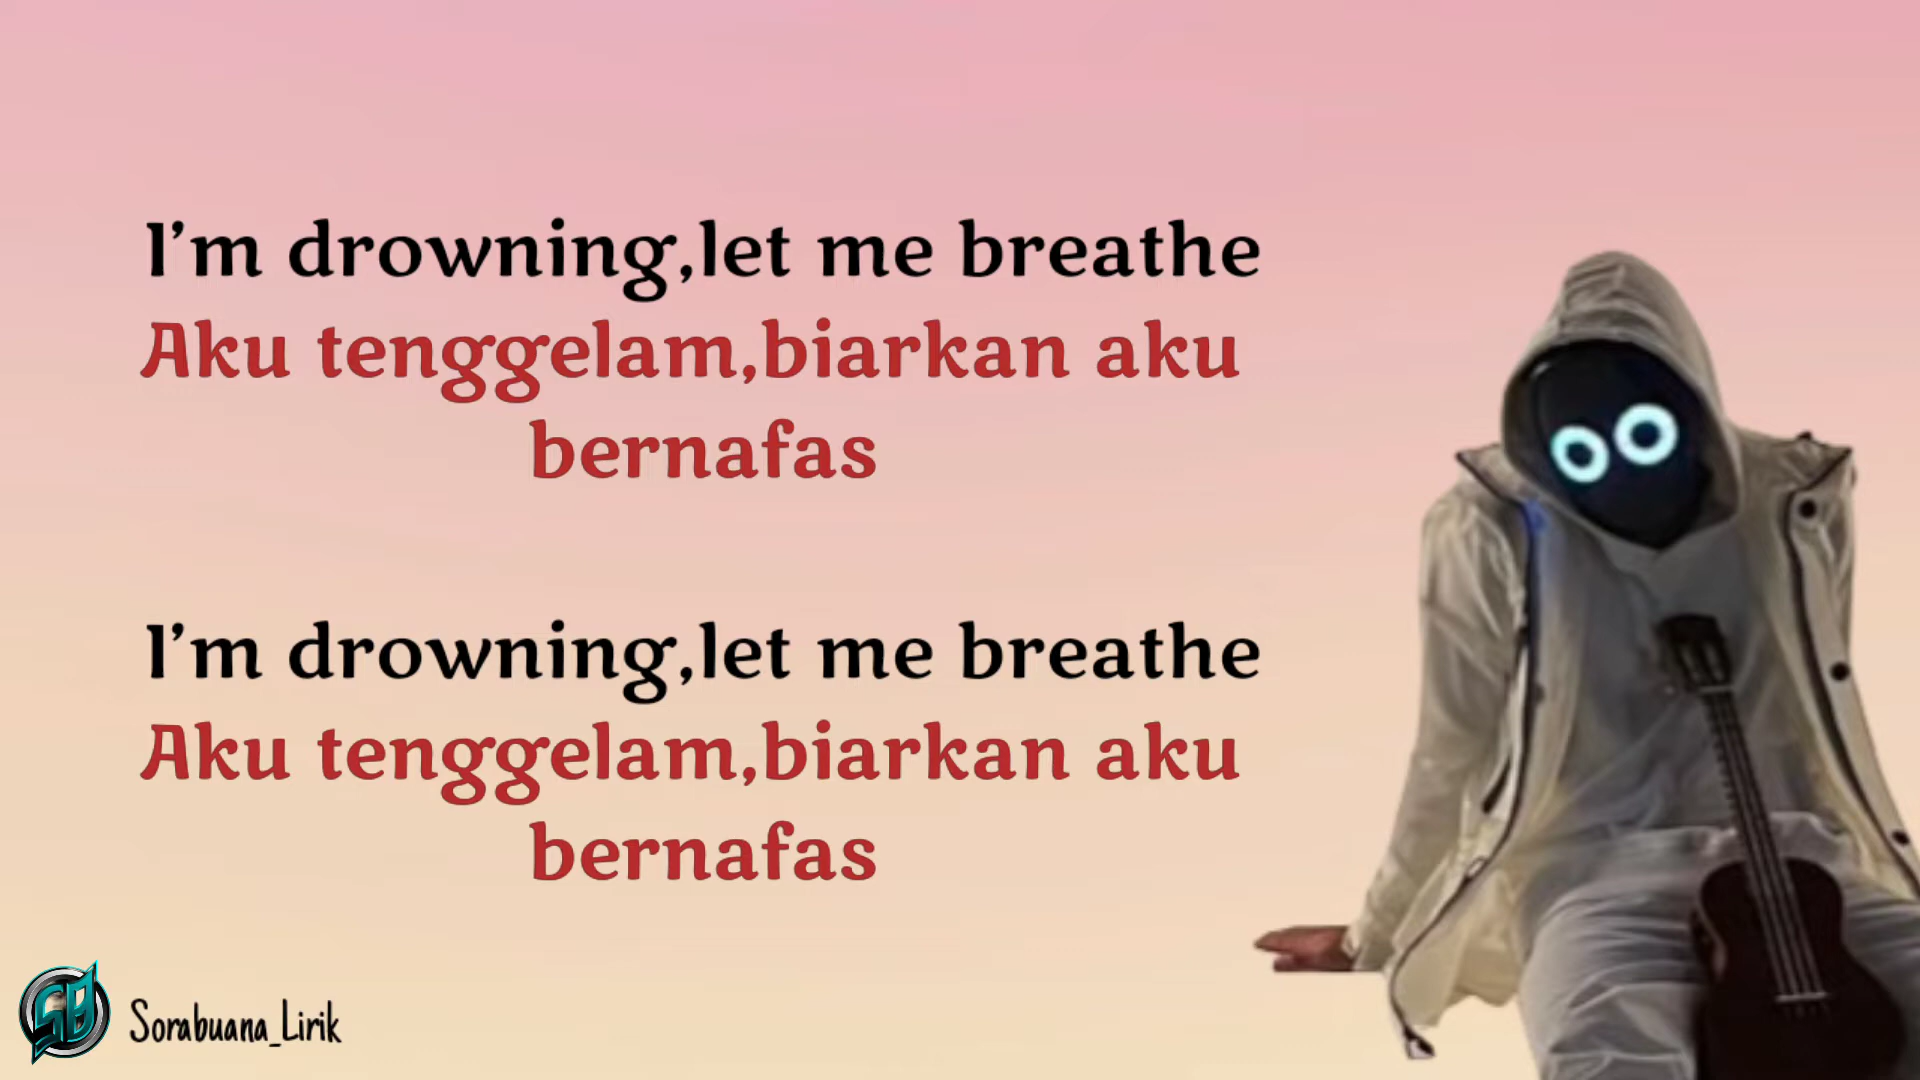 I'm drowning,let me breathe
Aku tenggelam,biarkan aku
bernafas
I'm drowning,let me breathe
Aku tenggelam,biarkan aku
bernafas
SB
Sorabuana_Lirik